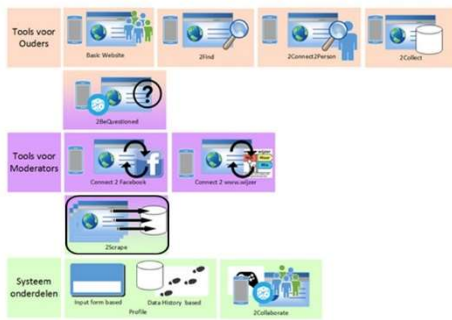 Tools voor
Ouders
Basic Website
2Find
2Connect2Person
2Collect
2BeQuestioned
Tools voor
Moderators
Connect 2 Facebook
Connect 2 www.wijzer
2Scrape
Systeem
onderdelen
Input form based
Data History based
Profile
2Collaborate